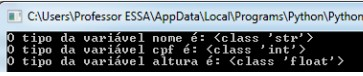 C:\Users\Professor ESSA\AppData\Local\Programs\Python\Python
O tipo da variável nome é: <class 'str'>
O tipo da variável cpf é: <class 'int'>
O tipo da variável altura é: <class 'float'>